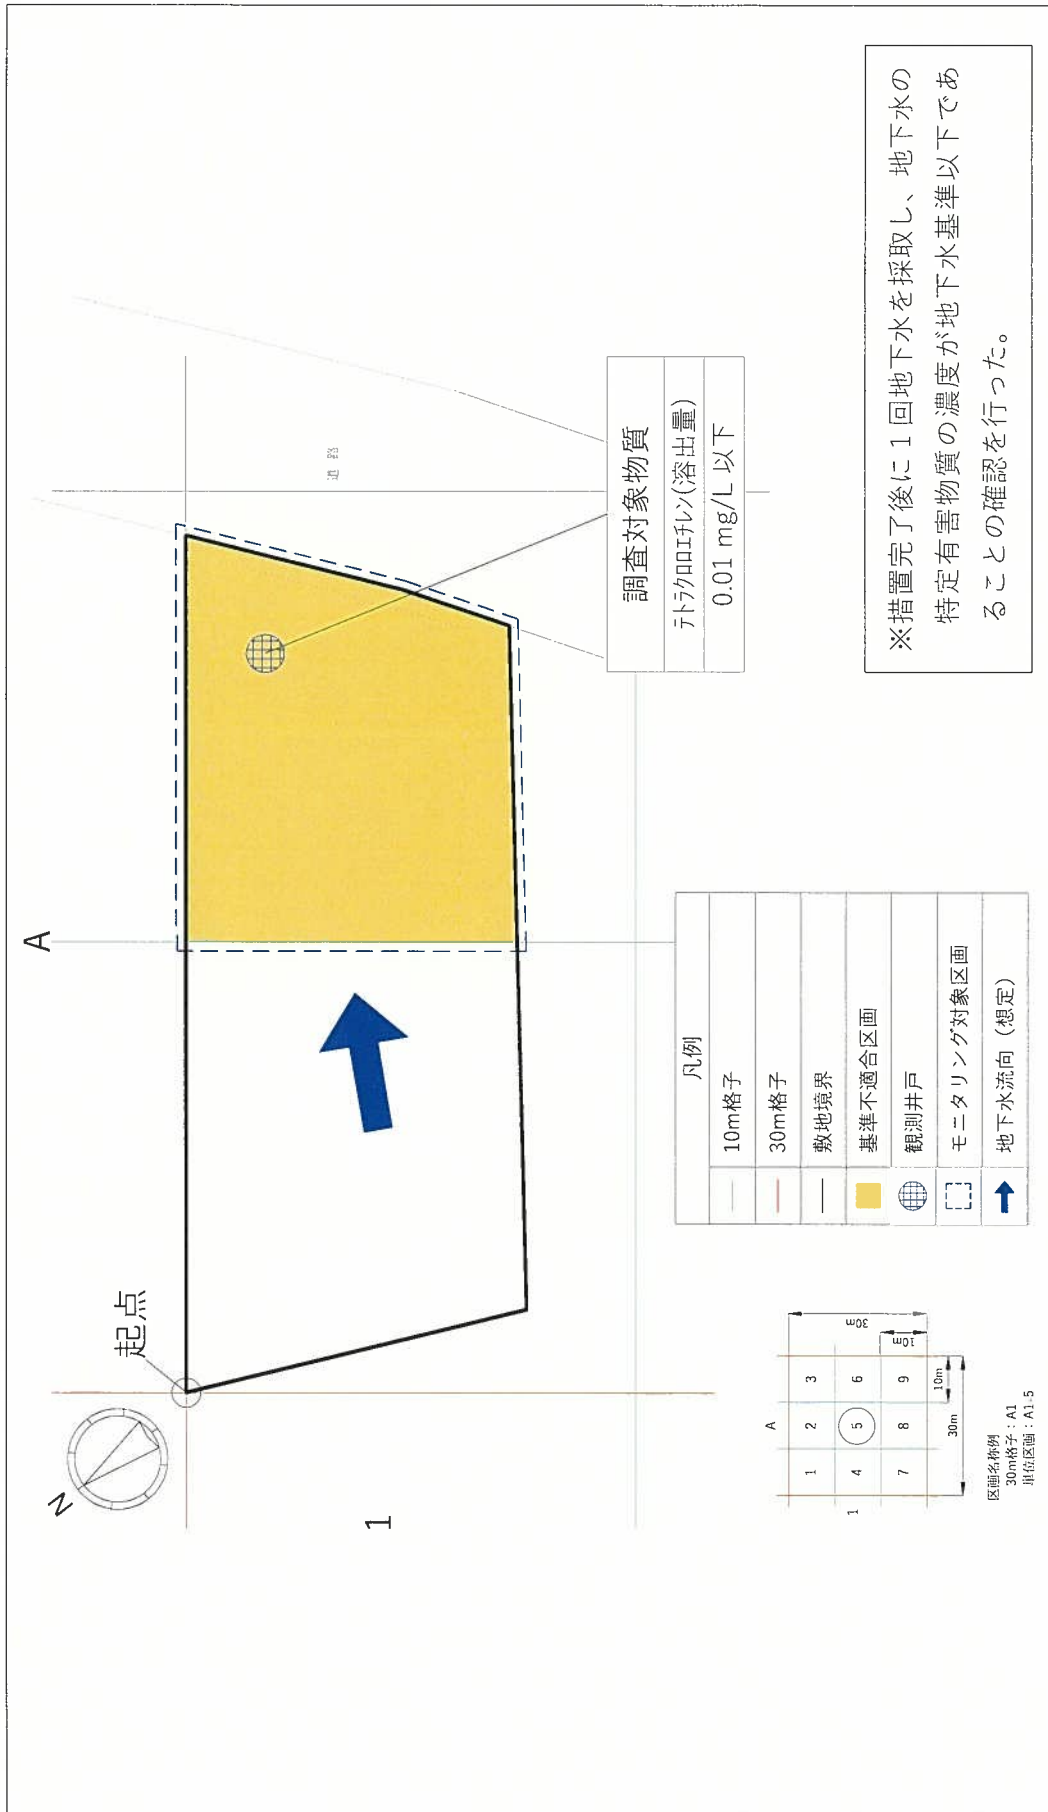 N
起点
A
1
道路
調査対象物質
テトラクロロエチレン(溶出量)
0.01 mg/L 以下
※措置完了後に1回地下水を採取し、地下水の
特定有害物質の濃度が地下水基準以下であ
ることの確認を行った。
A
1
1 2 3
4 5 6
7 8 9
10m
30m
10m
30m
区画名称例
30m格子：A1
単位区画：A1-5
凡例
10m格子
30m格子
敷地境界
基準不適合区画
観測井戸
モニタリング対象区画
地下水流向（想定）